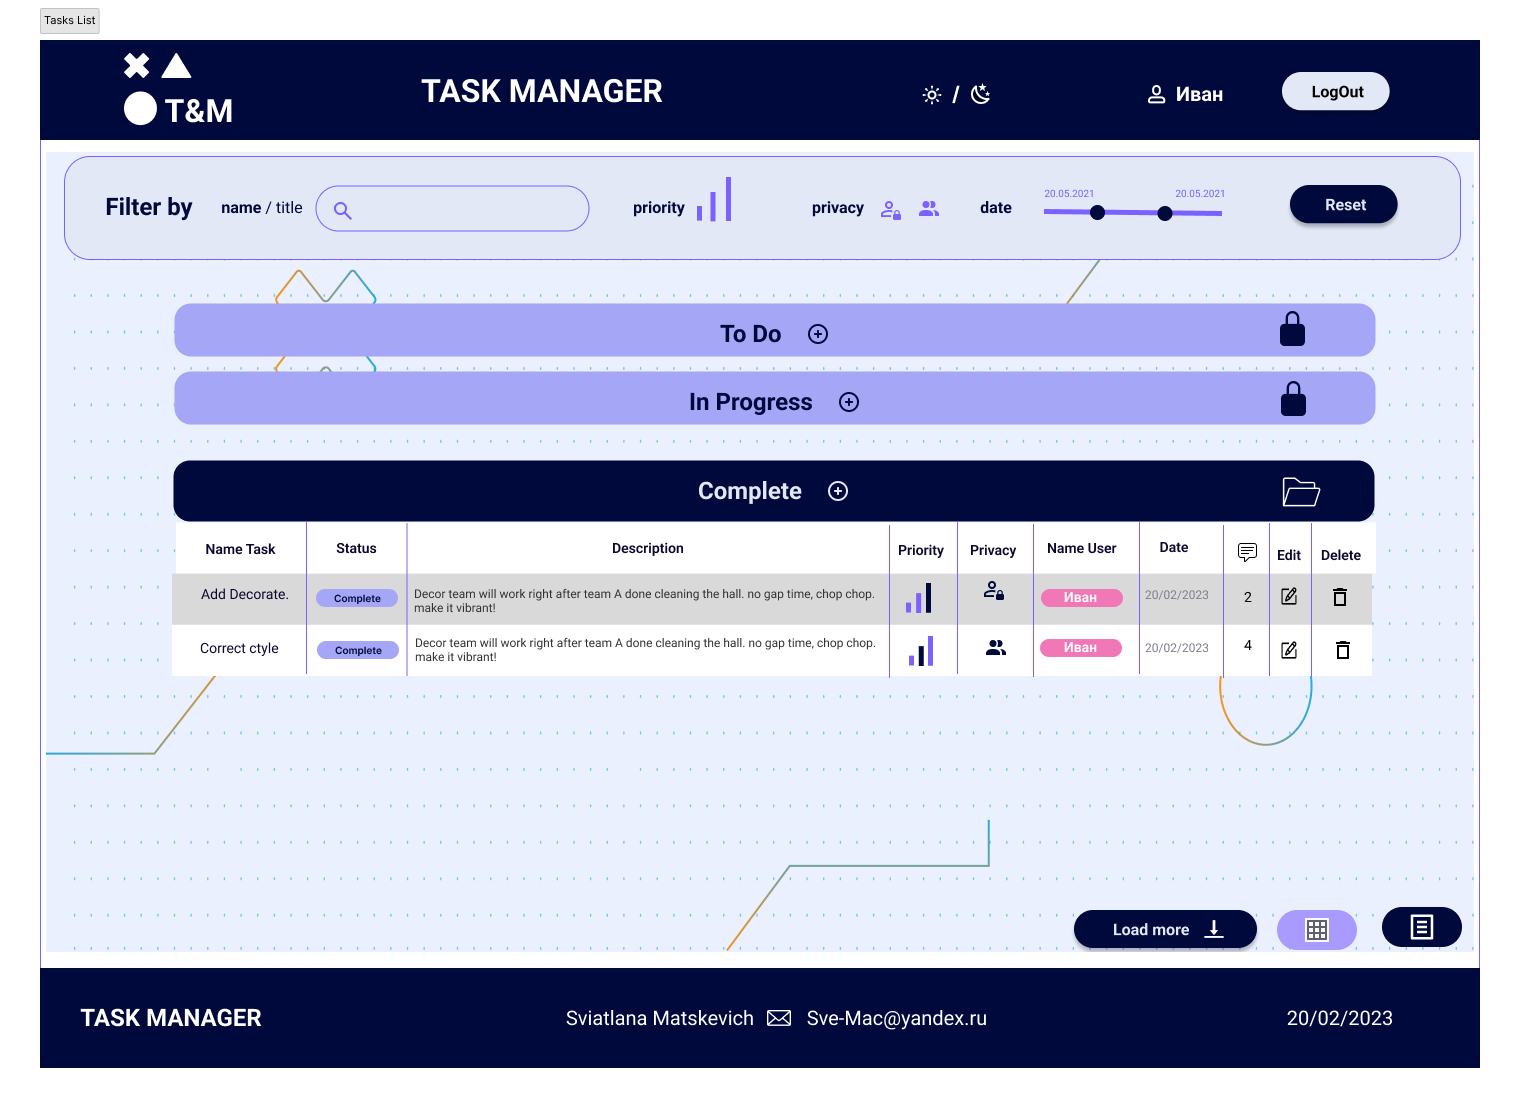 Tasks List
T&M
TASK MANAGER
/
Иван
LogOut
Filter by
name / title
priority
privacy
date
20.05.2021
20.05.2021
Reset
To Do
In Progress
Complete
Name Task
Status
Description
Priority
Privacy
Name User
Date
Edit
Delete
Add Decorate.
Complete
Decor team will work right after team A done cleaning the hall. no gap time, chop chop.
make it vibrant!
Иван
20/02/2023
2
Correct ctyle
Complete
Decor team will work right after team A done cleaning the hall. no gap time, chop chop.
make it vibrant!
Иван
20/02/2023
4
Load more
TASK MANAGER
Sviatlana Matskevich
Sve-Mac@yandex.ru
20/02/2023